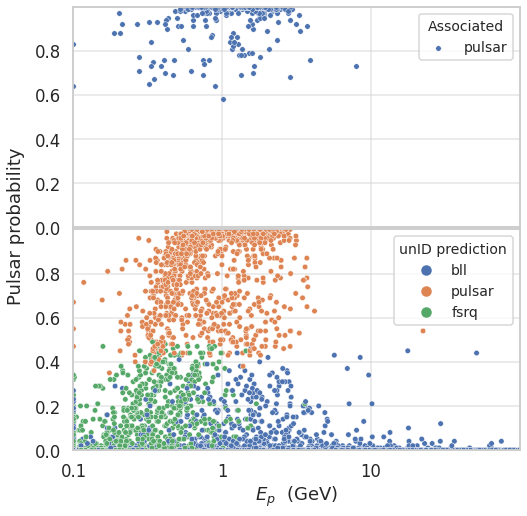 Associated
pulsar
0.8
0.6
0.4
0.2
0.0
Pulsar probability
unID prediction
bll
pulsar
fsrq
0.8
0.6
0.4
0.2
0.0
0.1
1
10
E_p (GeV)